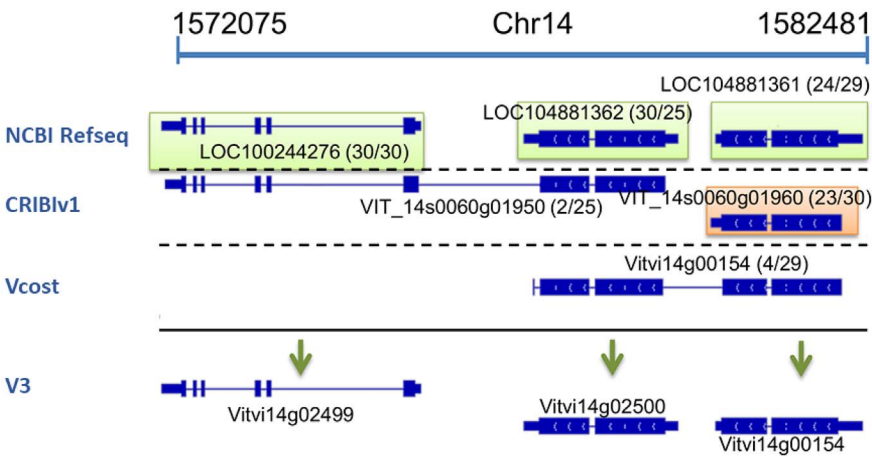 1572075 Chr14 1582481
LOC104881361 (24/29)
NCBI Refseq LOC104881362 (30/25)
LOC100244276 (30/30)
CRIBIv1 VIT_14s0060g01950 (2/25) VIT_14s0060g01960 (23/30)
Vitvi14g00154 (4/29)
Vcost
V3
Vitvi14g02499 Vitvi14g02500
Vitvi14g00154